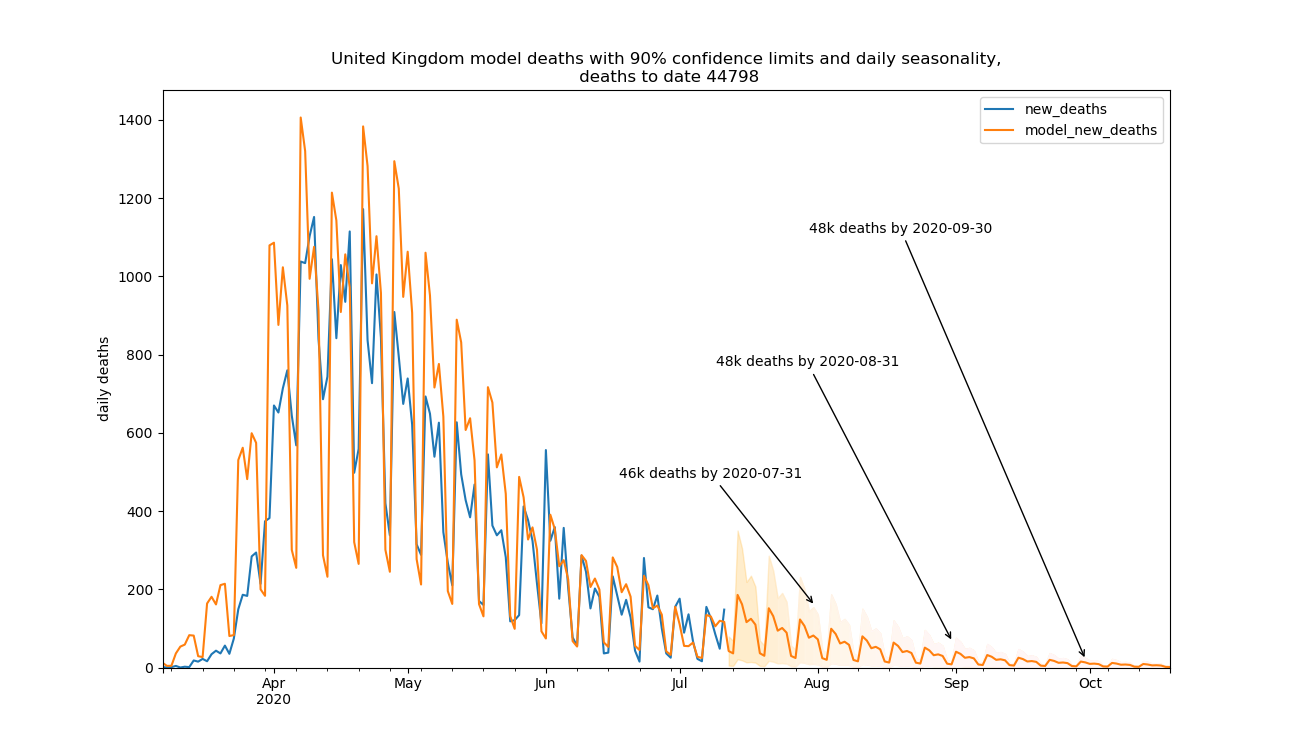 United Kingdom model deaths with 90% confidence limits and daily seasonality,
deaths to date 44798
new_deaths
model_new_deaths
daily deaths
1400
1200
1000
800
600
400
200
0
48k deaths by 2020-09-30
48k deaths by 2020-08-31
46k deaths by 2020-07-31
Apr
2020
May
Jun
Jul
Aug
Sep
Oct